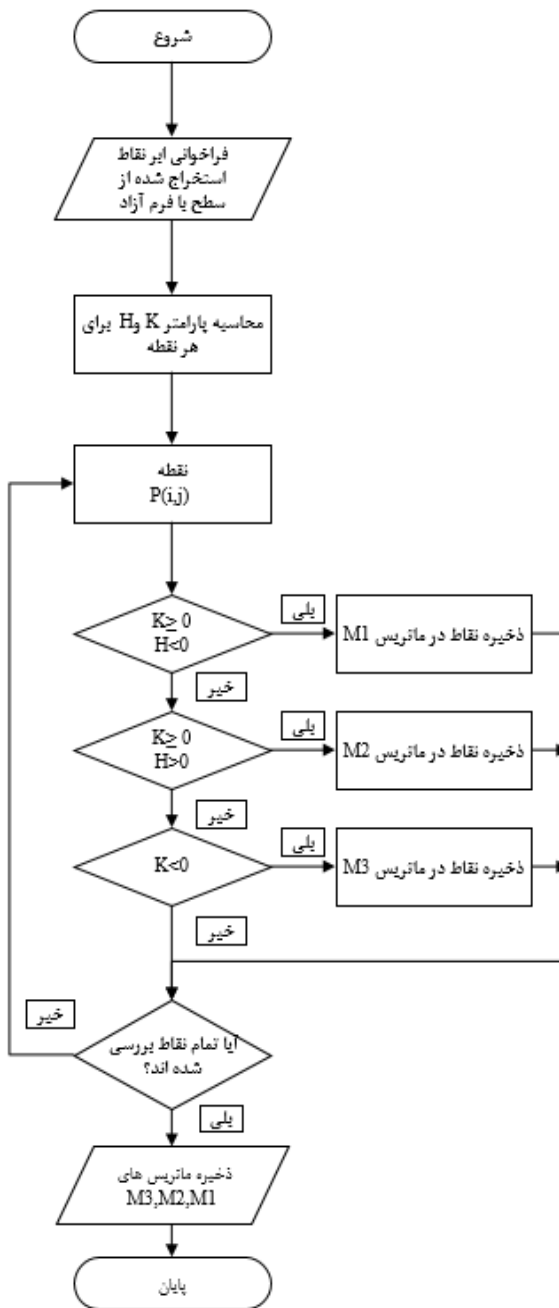 شروع
فراخوانی ابر نقاط
استخراج شده از
سطح یا فرم آزاد
محاسبه پارامتر K وH برای
هر نقطه
نقطه
P(i,j)
K≥ 0
H<0
بلی
ذخیره نقاط در ماتریس M1
خیر
K≥ 0
H>0
بلی
ذخیره نقاط در ماتریس M2
خیر
K<0
بلی
ذخیره نقاط در ماتریس M3
خیر
خیر
آیا تمام نقاط بررسی
شده اند؟
بلی
ذخیره ماتریس های
M3,M2,M1
پایان